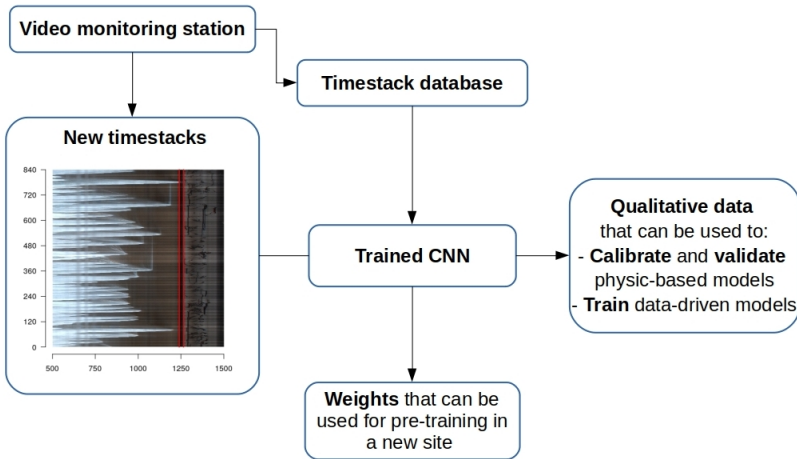 Video monitoring station
Timestack database
New timestacks
840
720
600
480
360
240
120
0
500
750
1000
1250
1500
Trained CNN
Qualitative data
that can be used to:
- Calibrate and validate
physic-based models
- Train data-driven models
Weights that can be
used for pre-training in
a new site